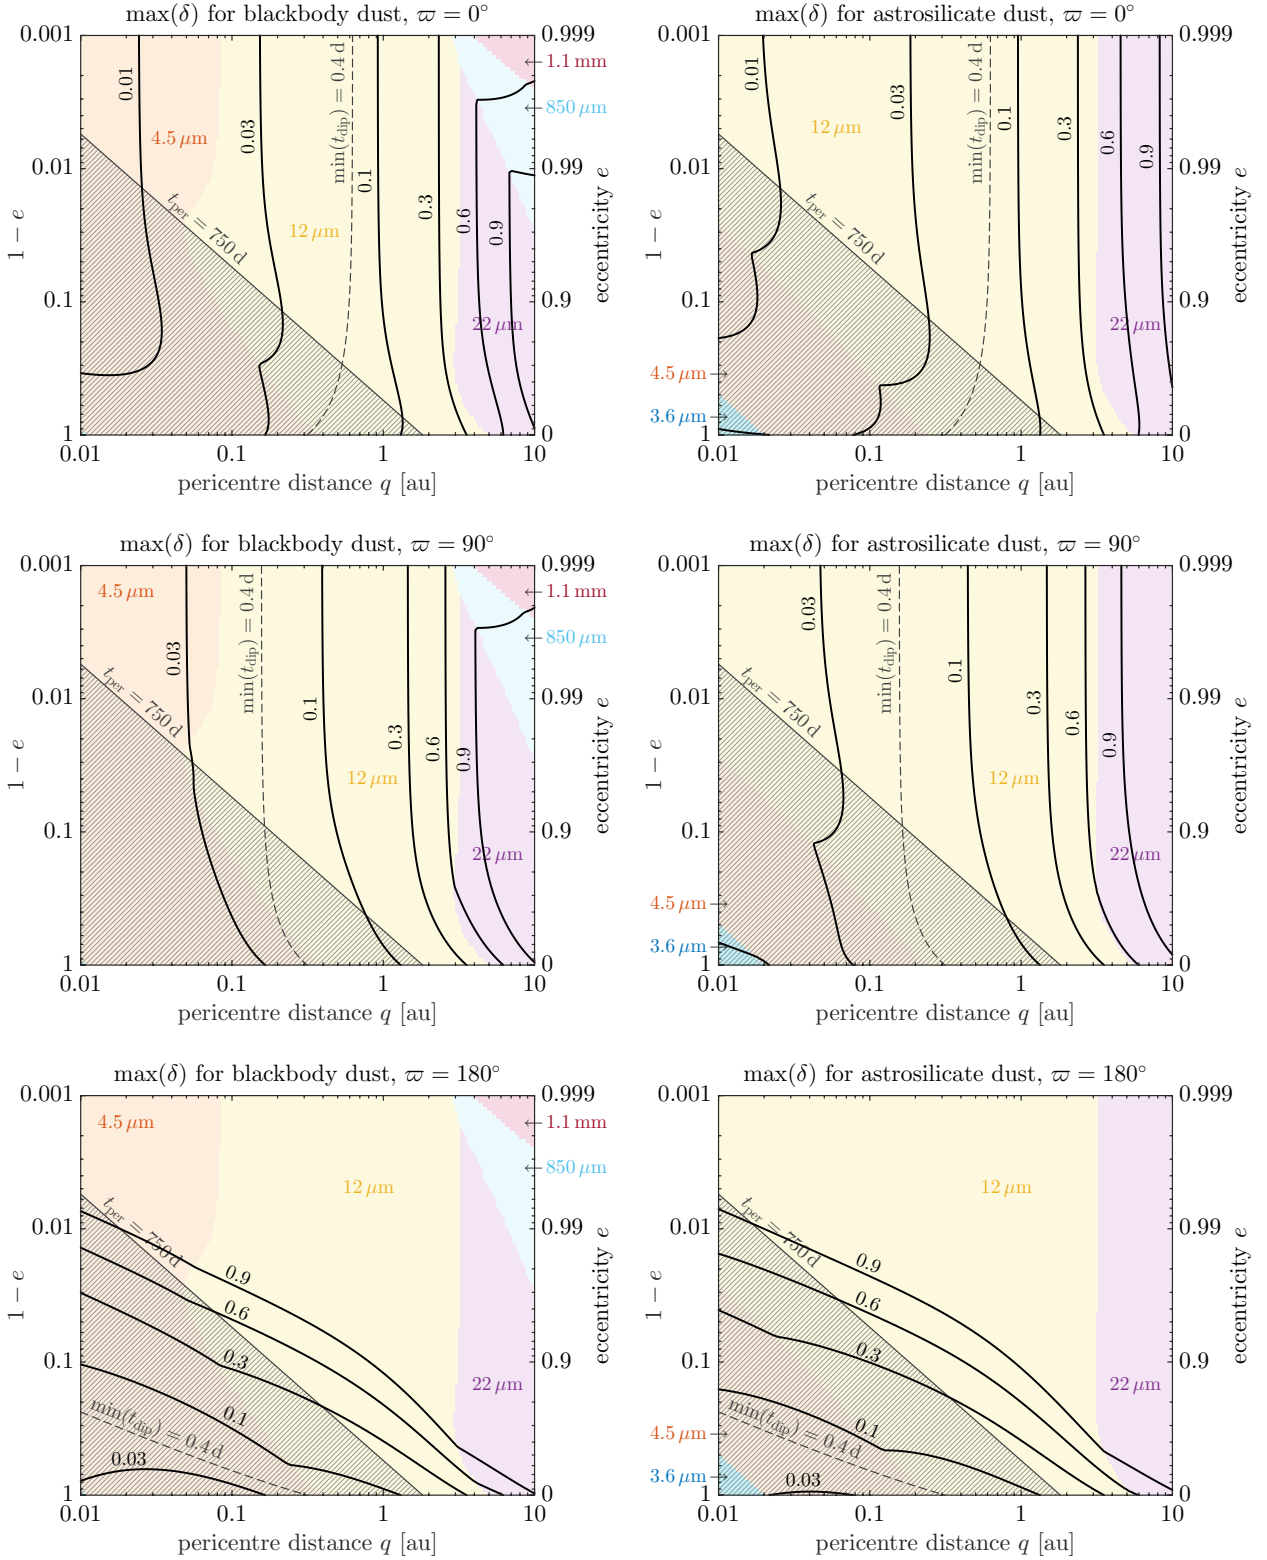 max(δ) for blackbody dust, ϖ = 0°
0.001
0.01
0.1
1
1 − e
0.999
0.99
0.9
0
eccentricity e
0.01
0.1
1
10
pericentre distance q [au]
0.01
0.03
min(t_dip) = 0.4 d
0.1
0.3
0.6
0.9
4.5 μm
12 μm
22 μm
t_per = 750 d
1.1 mm
850 μm
max(δ) for astrosilicate dust, ϖ = 0°
0.001
0.01
0.1
1
1 − e
0.999
0.99
0.9
0
eccentricity e
0.01
0.1
1
10
pericentre distance q [au]
0.01
0.03
min(t_dip) = 0.4 d
0.1
0.3
0.6
0.9
12 μm
22 μm
t_per = 750 d
4.5 μm
3.6 μm
max(δ) for blackbody dust, ϖ = 90°
0.001
0.01
0.1
1
1 − e
0.999
0.99
0.9
0
eccentricity e
0.01
0.1
1
10
pericentre distance q [au]
4.5 μm
0.03
min(t_dip) = 0.4 d
0.1
0.3
0.6
0.9
12 μm
22 μm
t_per = 750 d
1.1 mm
850 μm
max(δ) for astrosilicate dust, ϖ = 90°
0.001
0.01
0.1
1
1 − e
0.999
0.99
0.9
0
eccentricity e
0.01
0.1
1
10
pericentre distance q [au]
0.03
min(t_dip) = 0.4 d
0.1
0.3
0.6
0.9
12 μm
22 μm
t_per = 750 d
4.5 μm
3.6 μm
max(δ) for blackbody dust, ϖ = 180°
0.001
0.01
0.1
1
1 − e
0.999
0.99
0.9
0
eccentricity e
0.01
0.1
1
10
pericentre distance q [au]
4.5 μm
12 μm
22 μm
t_per = 750 d
0.9
0.6
0.3
0.1
min(t_dip) = 0.4 d
0.03
1.1 mm
850 μm
max(δ) for astrosilicate dust, ϖ = 180°
0.001
0.01
0.1
1
1 − e
0.999
0.99
0.9
0
eccentricity e
0.01
0.1
1
10
pericentre distance q [au]
12 μm
22 μm
t_per = 750 d
0.9
0.6
0.3
0.1
min(t_dip) = 0.4 d
0.03
4.5 μm
3.6 μm